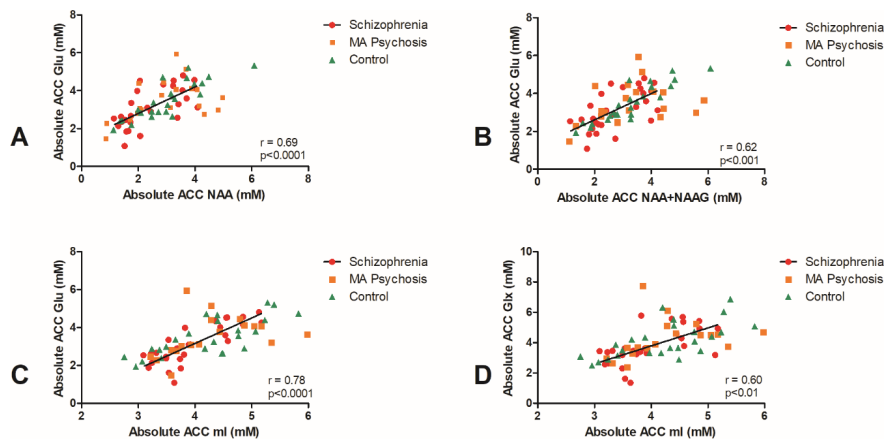 A
Absolute ACC Glu (mM)
8
6
4
2
0
0 2 4 6 8
Absolute ACC NAA (mM)
r = 0.69
p<0.0001
Schizophrenia
MA Psychosis
Control
B
Absolute ACC Glu (mM)
8
6
4
2
0
0 2 4 6 8
Absolute ACC NAA+NAAG (mM)
r = 0.62
p<0.001
Schizophrenia
MA Psychosis
Control
C
Absolute ACC Glu (mM)
8
6
4
2
0
2 3 4 5 6
Absolute ACC mI (mM)
r = 0.78
p<0.0001
Schizophrenia
MA Psychosis
Control
D
Absolute ACC Glx (mM)
10
8
6
4
2
0
2 3 4 5 6
Absolute ACC mI (mM)
r = 0.60
p<0.01
Schizophrenia
MA Psychosis
Control